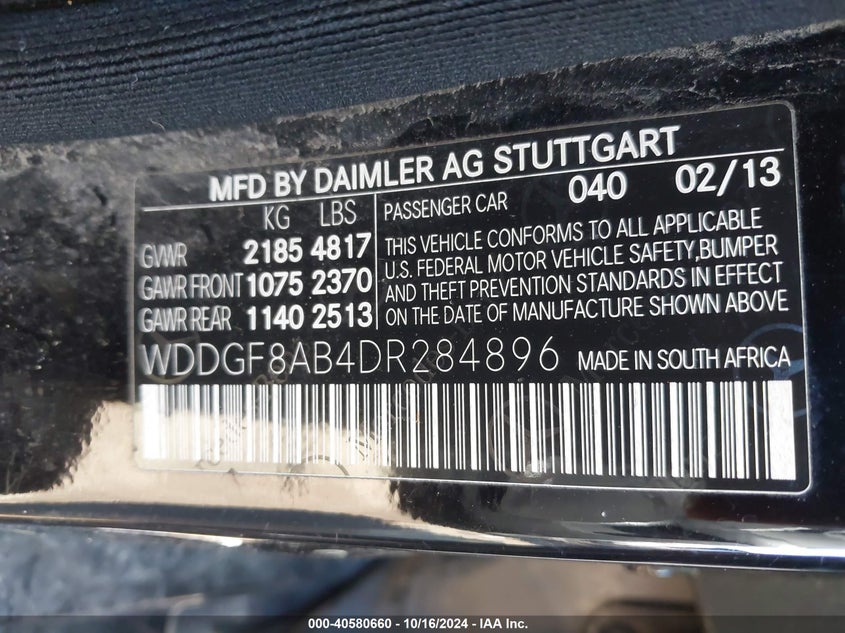 MFD BY DAIMLER AG STUTTGART
KG LBS
GVWR 2185 4817
GAWR FRONT 1075 2370
GAWR REAR 1140 2513
PASSENGER CAR 040 02/13
THIS VEHICLE CONFORMS TO ALL APPLICABLE
U.S. FEDERAL MOTOR VEHICLE SAFETY,BUMPER
AND THEFT PREVENTION STANDARDS IN EFFECT
ON THE DATE OF MANUFACTURE SHOWN ABOVE
WDDGF8AB4DR284896 MADE IN SOUTH AFRICA
000-40580660 / 10/16/2024 - IAA Inc.